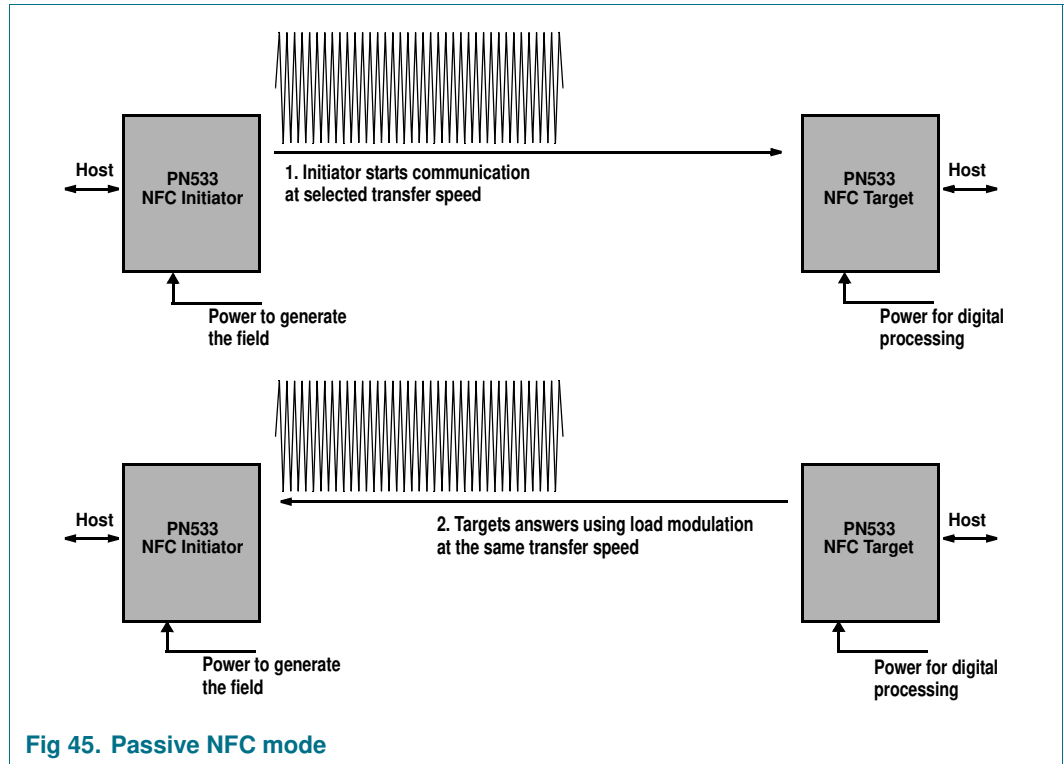 Host
PN533
NFC Initiator
1. Initiator starts communication
at selected transfer speed
PN533
NFC Target
Host
Power to generate
the field
Power for digital
processing
Host
PN533
NFC Initiator
2. Targets answers using load modulation
at the same transfer speed
PN533
NFC Target
Host
Power to generate
the field
Power for digital
processing
Fig 45. Passive NFC mode